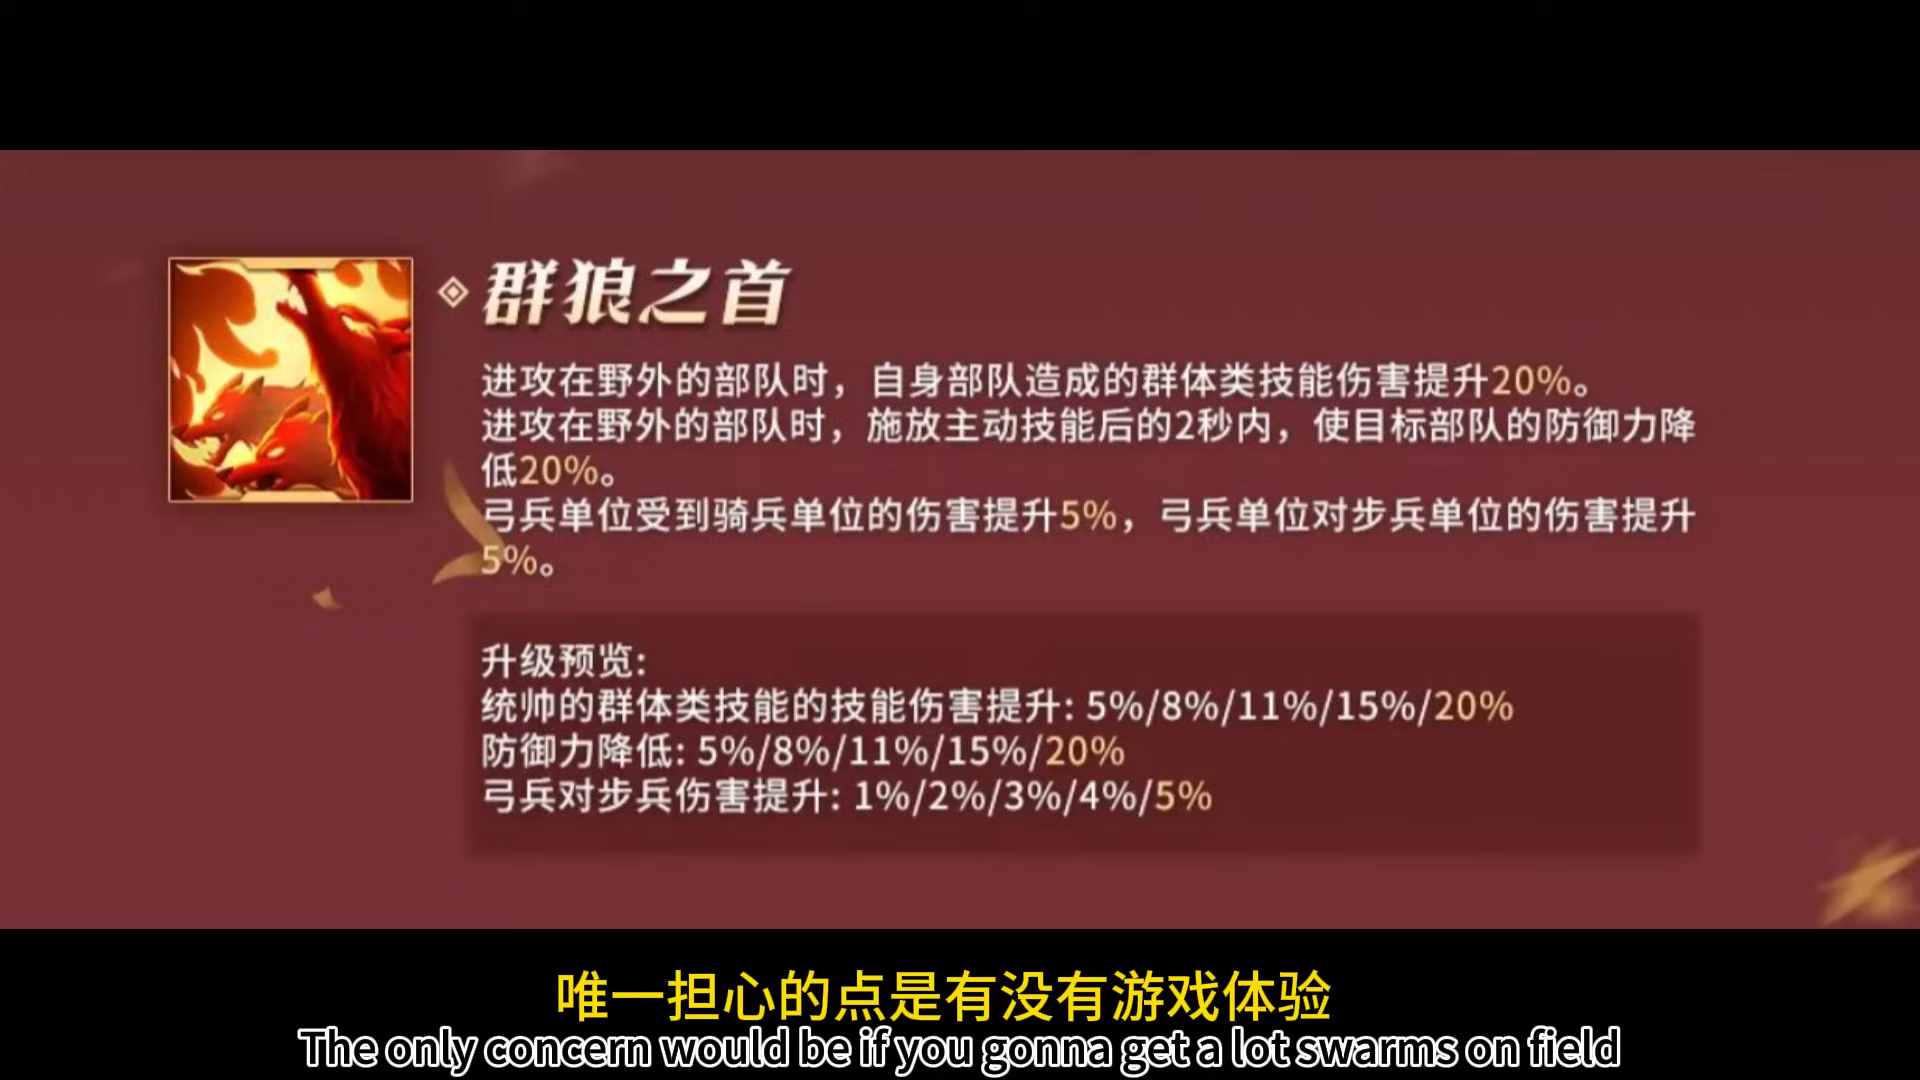 群狼之首
进攻在野外的部队时，自身部队造成的群体类技能伤害提升20%。
进攻在野外的部队时，施放主动技能后的2秒内，使目标部队的防御力降
低20%。
弓兵单位受到骑兵单位的伤害提升5%，弓兵单位对步兵单位的伤害提升
5%。
升级预览:
统帅的群体类技能的技能伤害提升: 5%/8%/11%/15%/20%
防御力降低: 5%/8%/11%/15%/20%
弓兵对步兵伤害提升: 1%/2%/3%/4%/5%
唯一担心的点是有没有游戏体验
The only concern would be if you gonna get a lot swarms on field